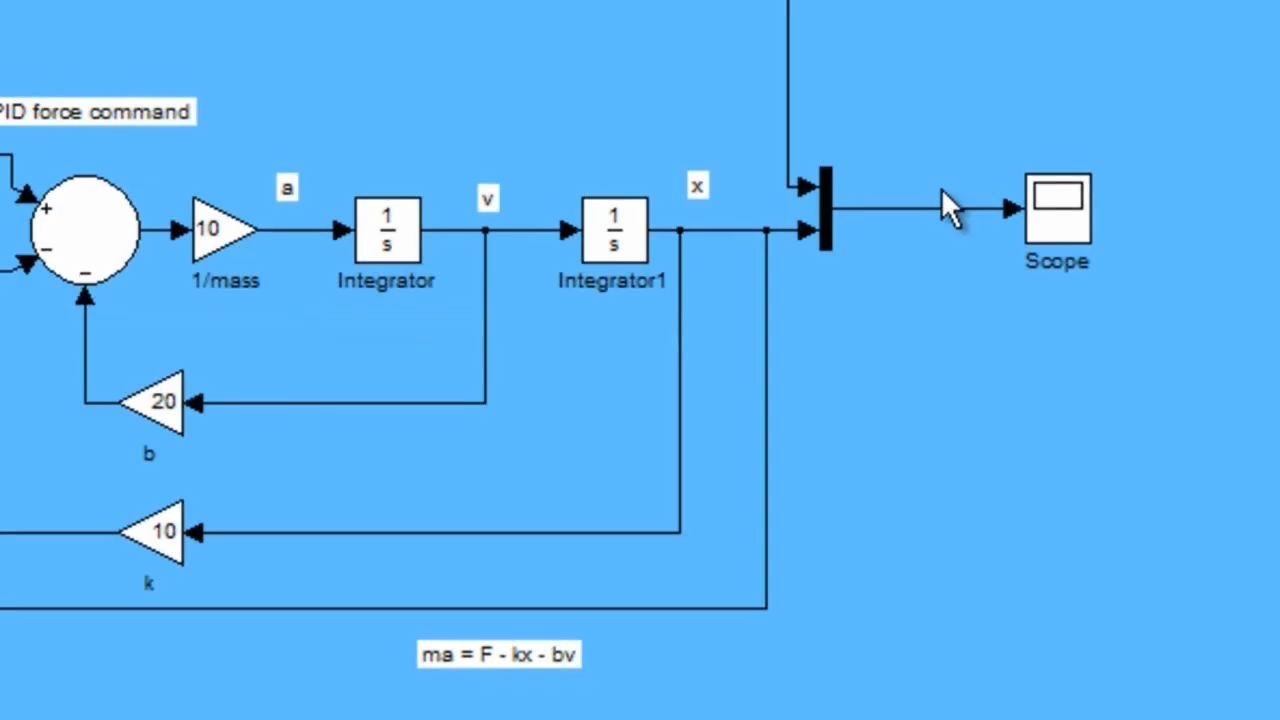 PID force command
a
v
x
+
−
−
10
1
s
1
s
1/mass
Integrator
Integrator1
Scope
20
b
10
k
ma = F - kx - bv